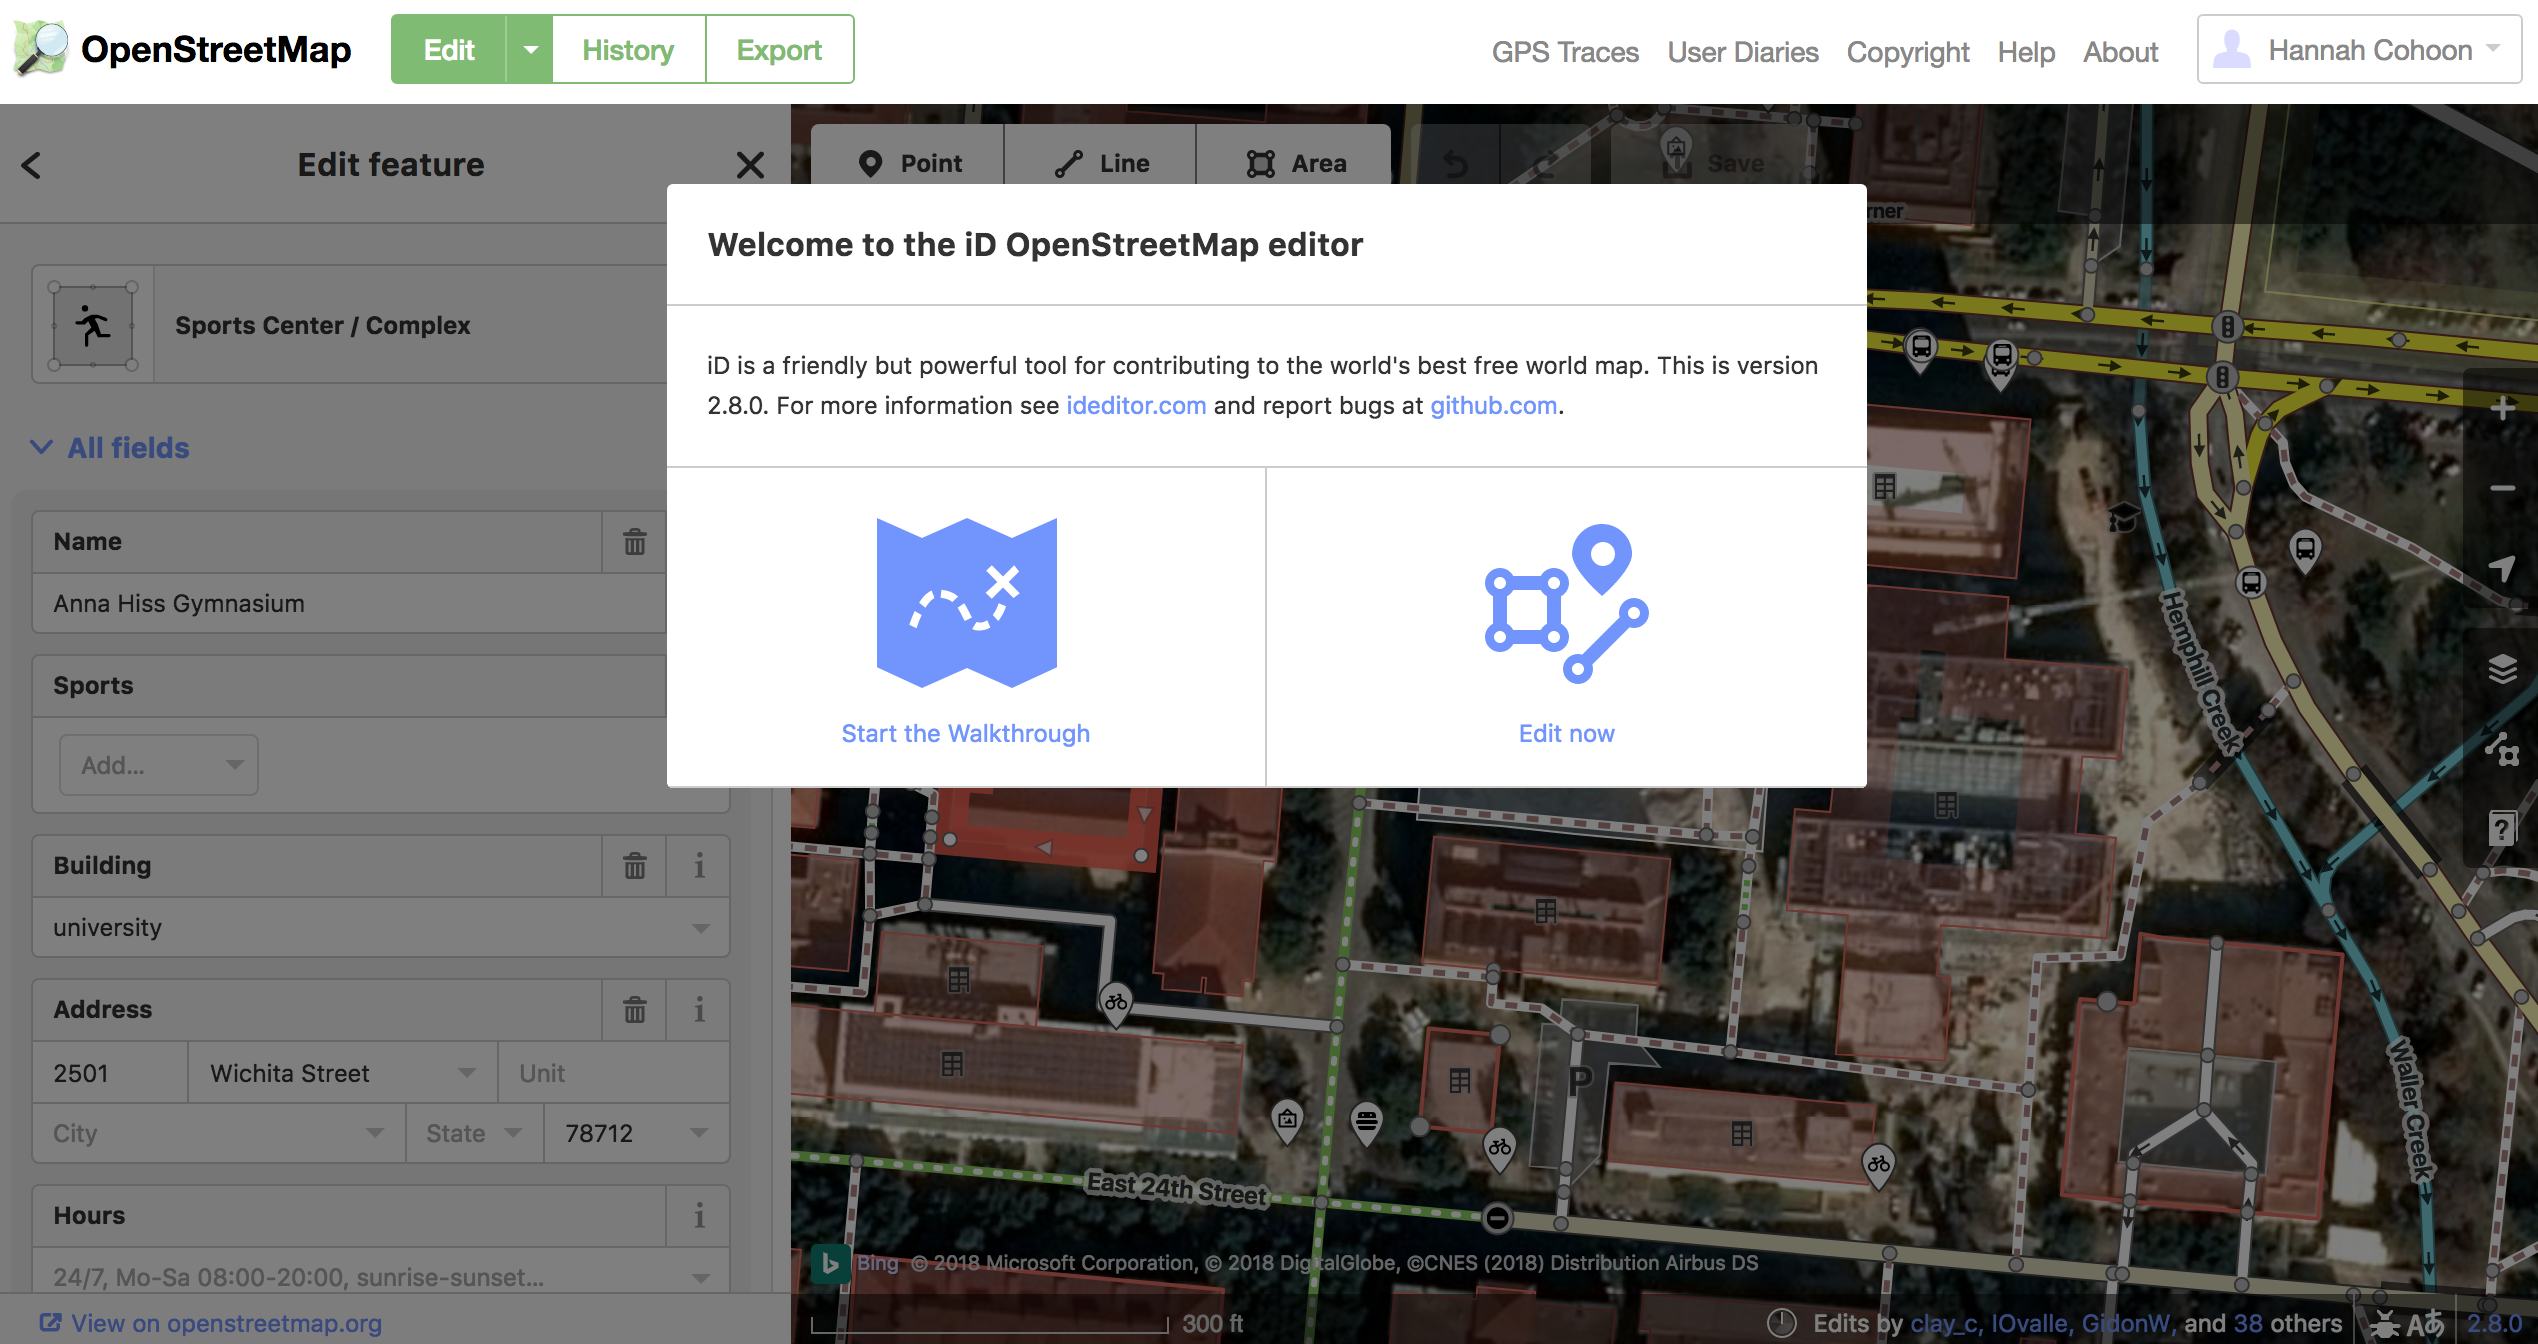 OpenStreetMap
Edit
History
Export
GPS Traces
User Diaries
Copyright
Help
About
Hannah Cohoon
Edit feature
Point
Line
Area
Save
Sports Center / Complex
All fields
Name
Anna Hiss Gymnasium
Sports
Add...
Building
university
Address
2501
Wichita Street
Unit
City
State
78712
Hours
24/7, Mo-Sa 08:00-20:00, sunrise-sunset...
View on openstreetmap.org
Welcome to the iD OpenStreetMap editor
iD is a friendly but powerful tool for contributing to the world's best free world map. This is version
2.8.0. For more information see ideditor.com and report bugs at github.com.
Start the Walkthrough
Edit now
rner
Hemphill Creek
Waller Creek
P
East 24th Street
Bing © 2018 Microsoft Corporation, © 2018 DigitalGlobe, ©CNES (2018) Distribution Airbus DS
300 ft
Edits by clay_c, IOvalle, GidonW, and 38 others
2.8.0